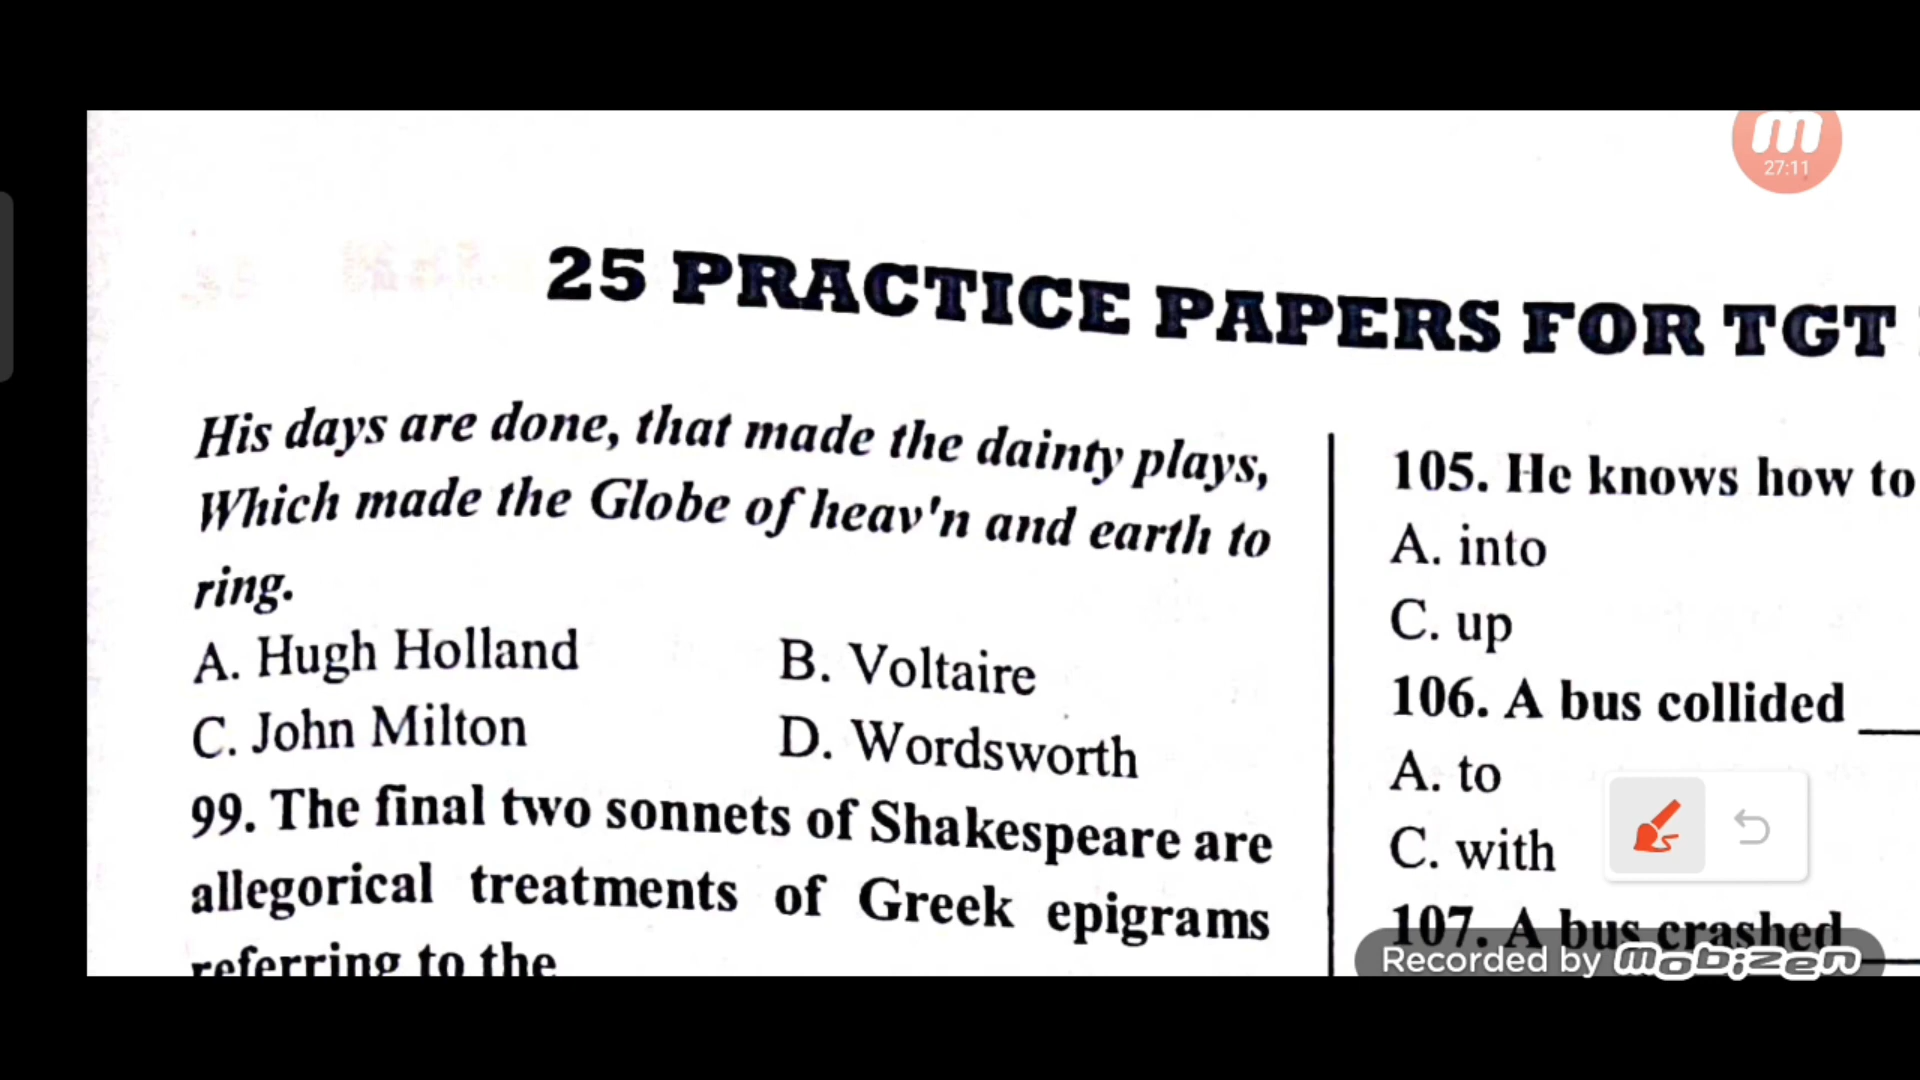 m
27:11
25 PRACTICE PAPERS FOR TGT
His days are done, that made the dainty plays,
Which made the Globe of heav'n and earth to
ring.
A. Hugh Holland B. Voltaire
C. John Milton D. Wordsworth
99. The final two sonnets of Shakespeare are
allegorical treatments of Greek epigrams
referring to the
105. He knows how to
A. into
C. up
106. A bus collided ___
A. to
C. with
107. A bus crashed
Recorded by mobizen